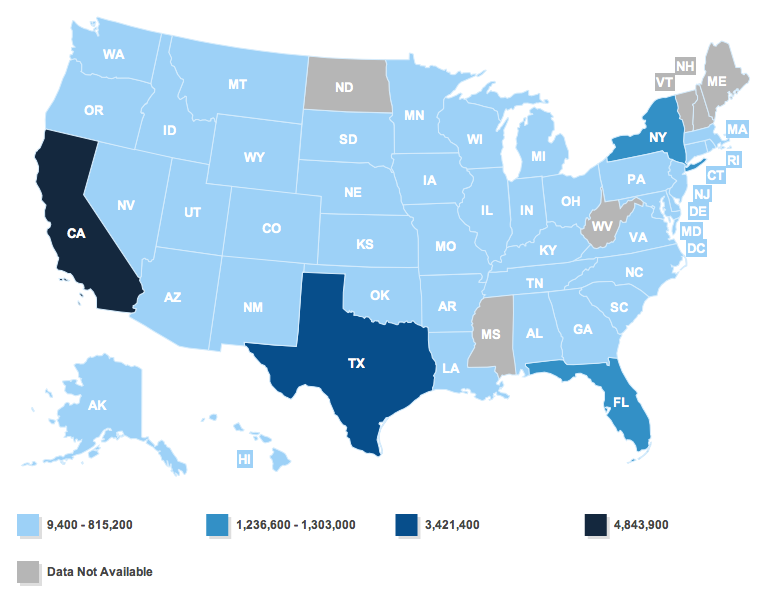 WA
MT
ND
MN
VT
NH
ME
OR
ID
WY
SD
WI
MI
NY
MA
RI
CT
NJ
DE
MD
DC
NV
UT
CO
NE
IA
IL
IN
OH
PA
WV
VA
CA
KS
MO
KY
NC
AZ
NM
OK
AR
TN
SC
TX
LA
MS
AL
GA
FL
AK
HI
9,400 - 815,200
1,236,600 - 1,303,000
3,421,400
4,843,900
Data Not Available